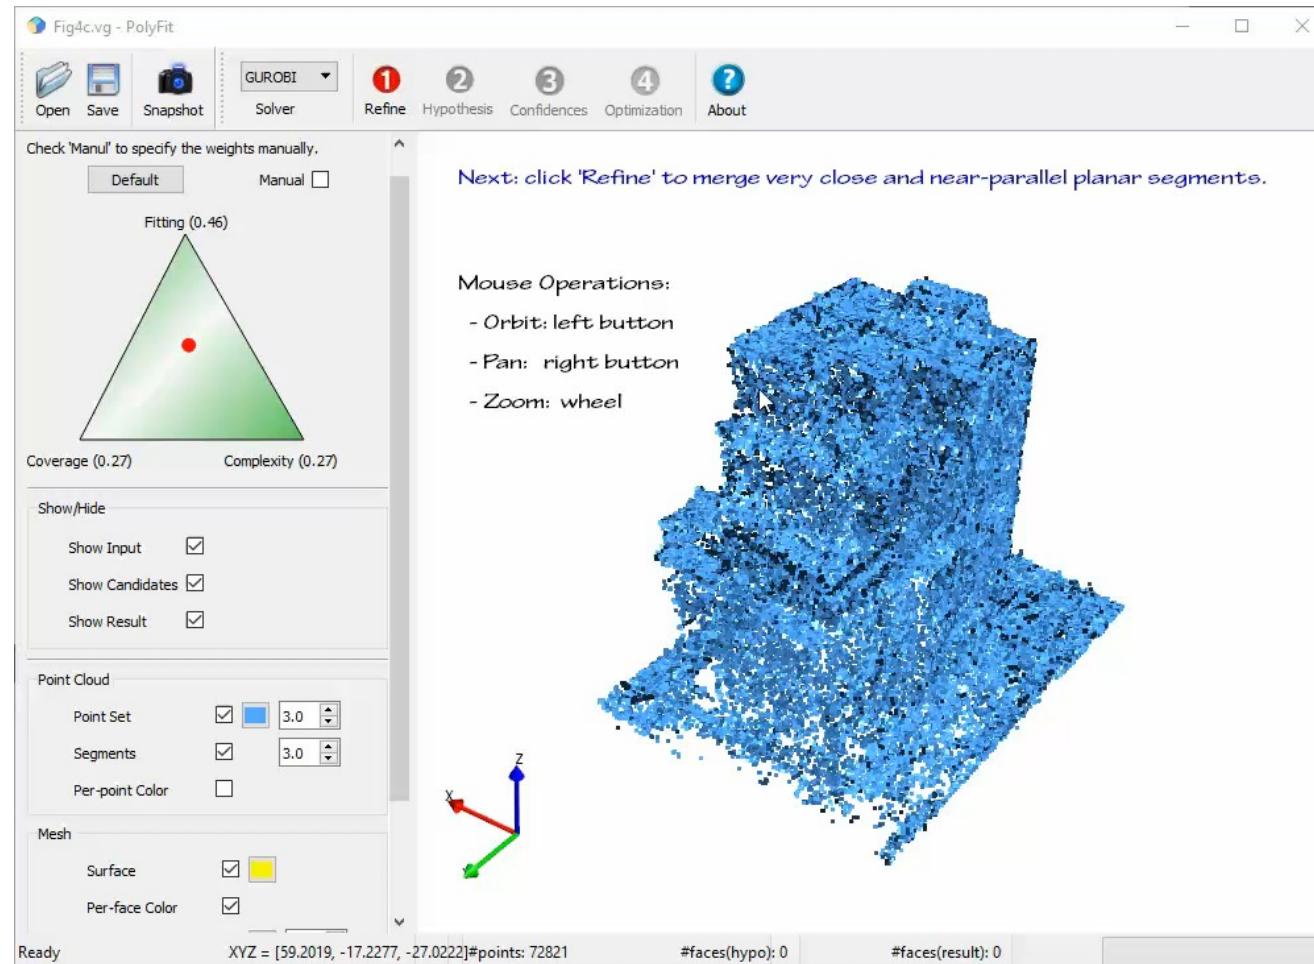 Fig4c.vg - PolyFit
GUROBI
Open Save Snapshot Solver Refine Hypothesis Confidences Optimization About
1 2 3 4 ?
Check 'Manul' to specify the weights manually.
Default Manual
Fitting (0.46)
Coverage (0.27) Complexity (0.27)
Show/Hide
Show Input
Show Candidates
Show Result
Point Cloud
Point Set 3.0
Segments 3.0
Per-point Color
Mesh
Surface
Per-face Color
Next: click 'Refine' to merge very close and near-parallel planar segments.
Mouse Operations:
- Orbit: left button
- Pan: right button
- Zoom: wheel
Z
X
Ready XYZ = [59.2019, -17.2277, -27.0222]#points: 72821 #faces(hypo): 0 #faces(result): 0